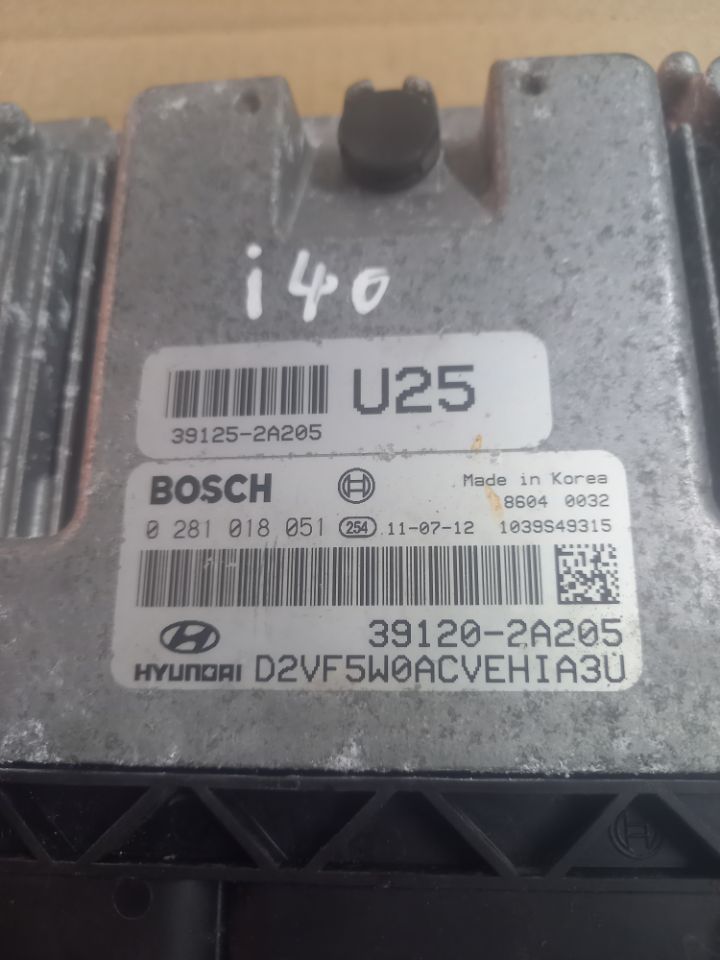 i40
U25
39125-2A205
BOSCH
Made in Korea
8604 0032
0 281 018 051 254 11-07-12 1039S49315
39120-2A205
HYUNDAI D2VF5W0ACVEHIA3U